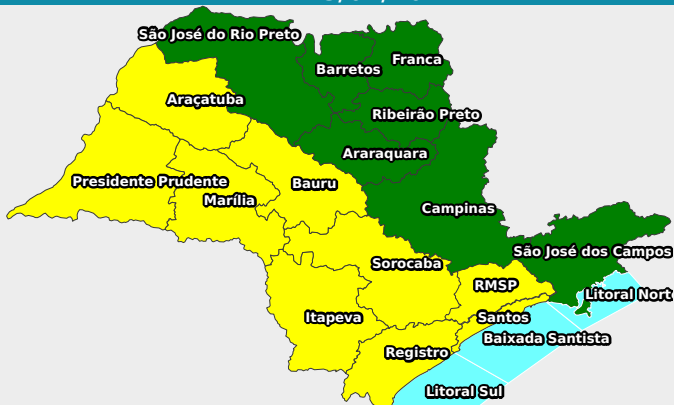 São José do Rio Preto
Franca
Barretos
Araçatuba
Ribeirão Preto
Araraquara
Presidente Prudente
Bauru
Marília
Campinas
São José dos Campos
Sorocaba
RMSP
Litoral Nort
Itapeva
Santos
Baixada Santista
Registro
Litoral Sul